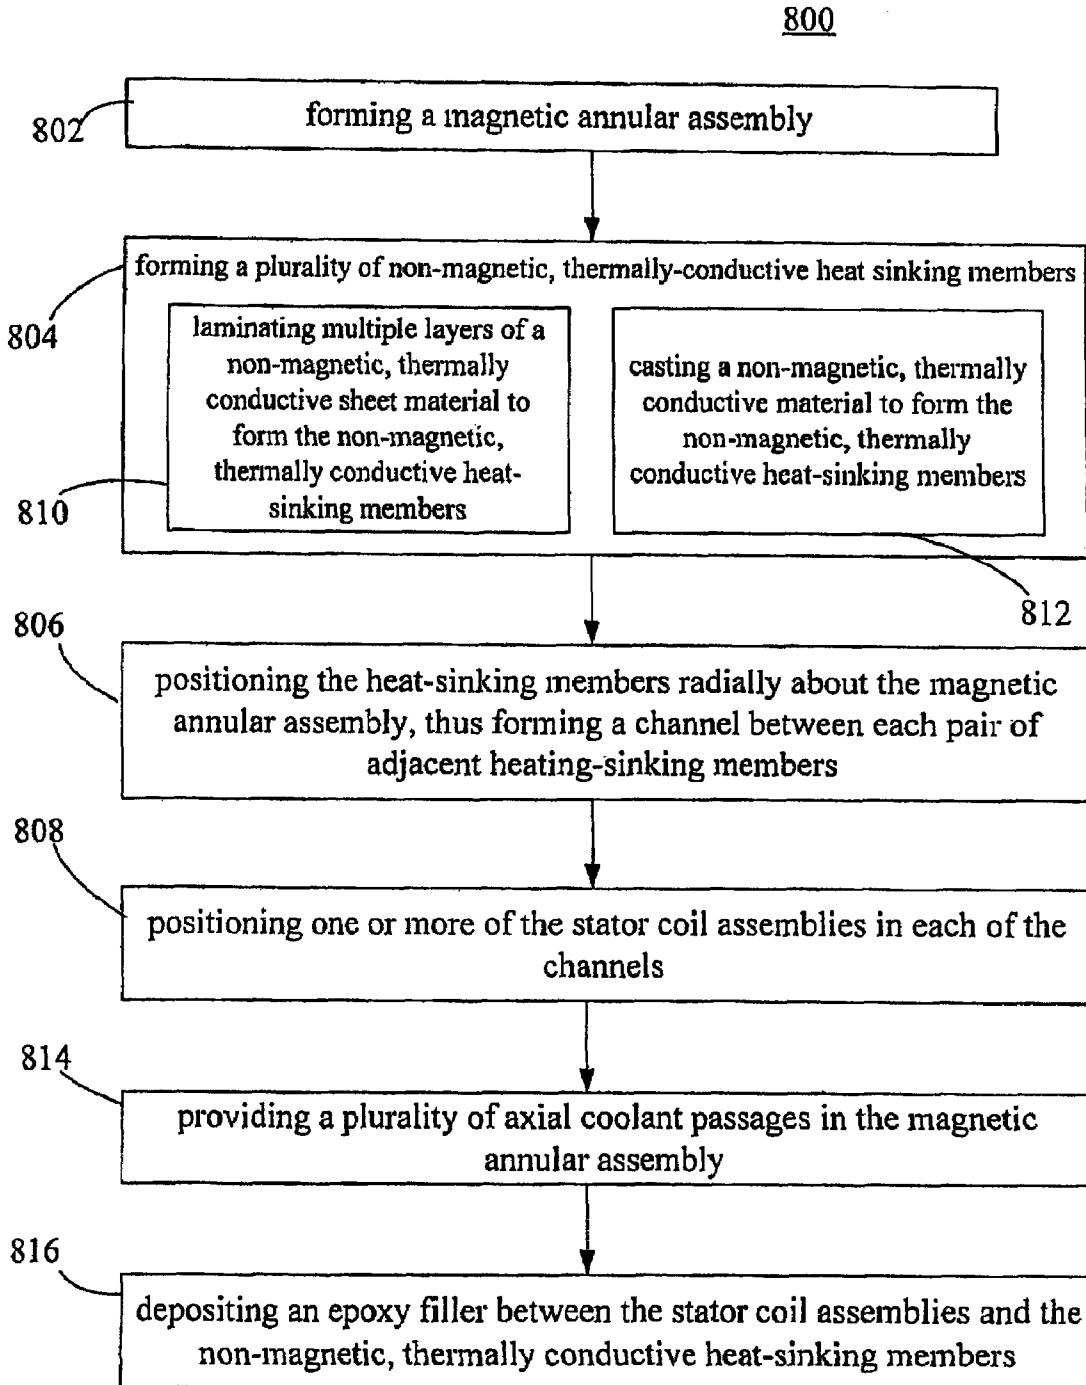 800
802
forming a magnetic annular assembly
804
forming a plurality of non-magnetic, thermally-conductive heat sinking members
laminating multiple layers of a
non-magnetic, thermally
conductive sheet material to
form the non-magnetic,
thermally conductive heat-
sinking members
810
casting a non-magnetic, thermally
conductive material to form the
non-magnetic, thermally
conductive heat-sinking members
812
806
positioning the heat-sinking members radially about the magnetic
annular assembly, thus forming a channel between each pair of
adjacent heating-sinking members
808
positioning one or more of the stator coil assemblies in each of the
channels
814
providing a plurality of axial coolant passages in the magnetic
annular assembly
816
depositing an epoxy filler between the stator coil assemblies and the
non-magnetic, thermally conductive heat-sinking members